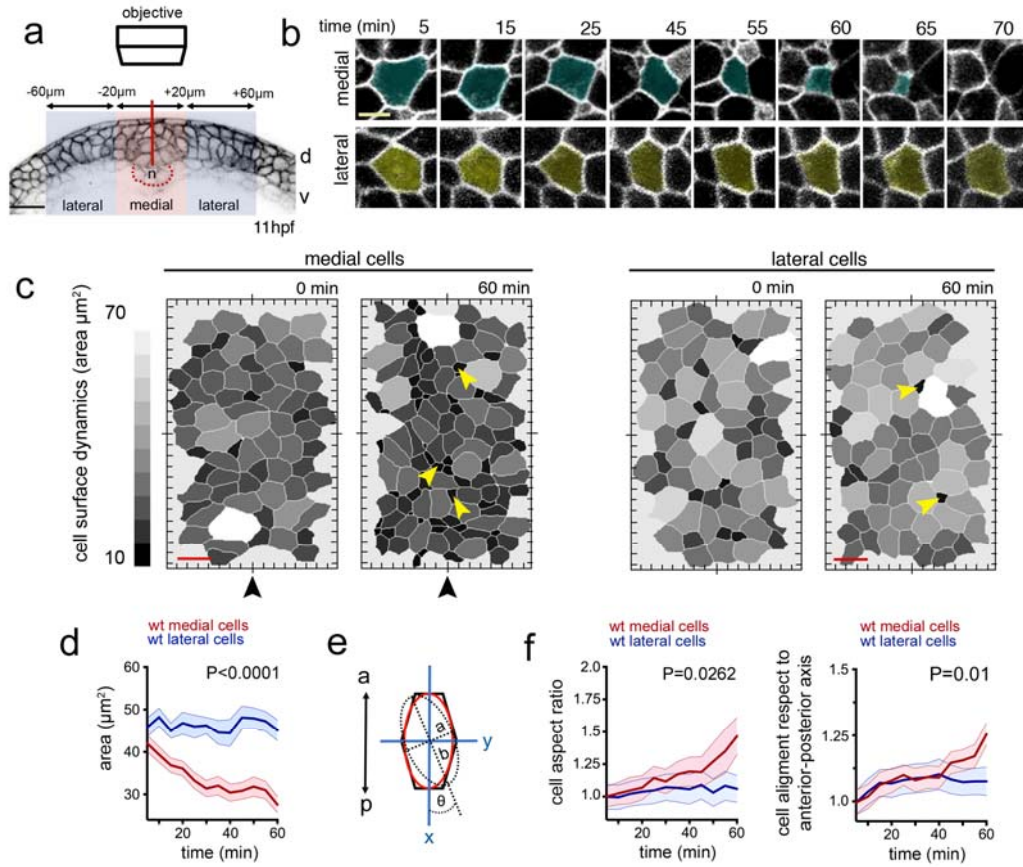 a
objective
-60µm
-20µm
+20µm
+60µm
n
d
v
lateral
medial
lateral
11hpf
b
time (min)
5
15
25
45
55
60
65
70
medial
lateral
c
medial cells
0 min
60 min
lateral cells
0 min
60 min
cell surface dynamics (area µm²)
70
10
d
wt medial cells
wt lateral cells
P<0.0001
area (µm²)
60
50
40
30
20
40
60
time (min)
e
a
p
a
b
θ
y
x
f
wt medial cells
wt lateral cells
P=0.0262
cell aspect ratio
2.0
1.75
1.5
1.25
1.0
20
40
60
time (min)
wt medial cells
wt lateral cells
P=0.01
cell aligment respect to
anterior-posterior axis
1.5
1.25
1.0
20
40
60
time (min)